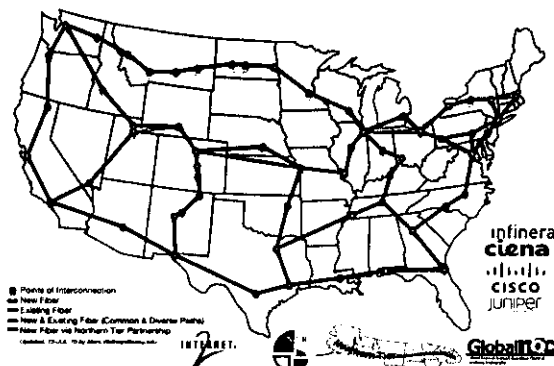 infinera
ciena
cisco
juniper
Points of Interconnection
New Fiber
Existing Fiber
New & Existing Fiber (Common & Diverse Paths)
New Fiber via Northern Tier Partnership
INTERNET
2
GlobalNOC